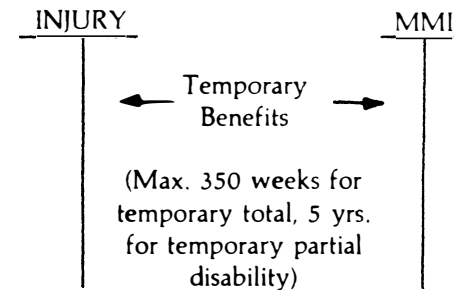 INJURY
MMI
Temporary
Benefits
(Max. 350 weeks for
temporary total, 5 yrs.
for temporary partial
disability)